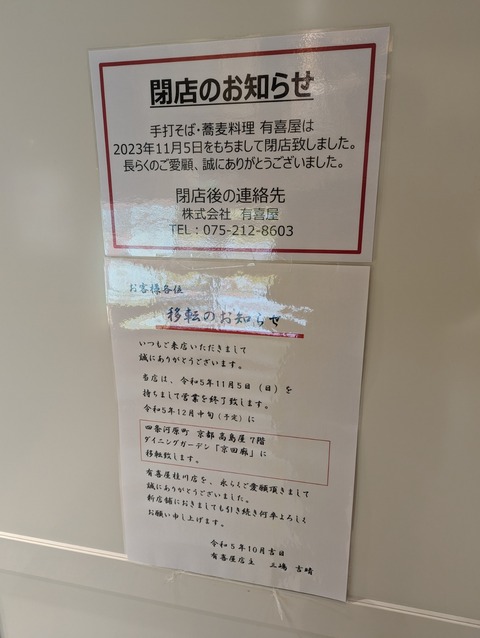 閉店のお知らせ
手打そば・蕎麦料理 有喜屋は
2023年11月5日をもちまして閉店致しました。
長らくのご愛顧、誠にありがとうございました。
閉店後の連絡先
株式会社 有喜屋
TEL:075-212-8603
お客様各位
移転のお知らせ
いつもご来店いただきまして
誠にありがとうございます。
当店は、令和5年11月5日(日)を
持ちまして営業を終了致します。
令和5年12月中旬(予定)に
四条河原町 京都高島屋7階
ダイニングガーデン「京回廊」に
移転致します。
有喜屋桂川店を、永らくご愛顧頂きまして
誠にありがとうございました。
新店舗におきましても引き続き何卒よろしく
お願い申し上げます。
令和5年10月吉日
有喜屋店主 三嶋 吉晴